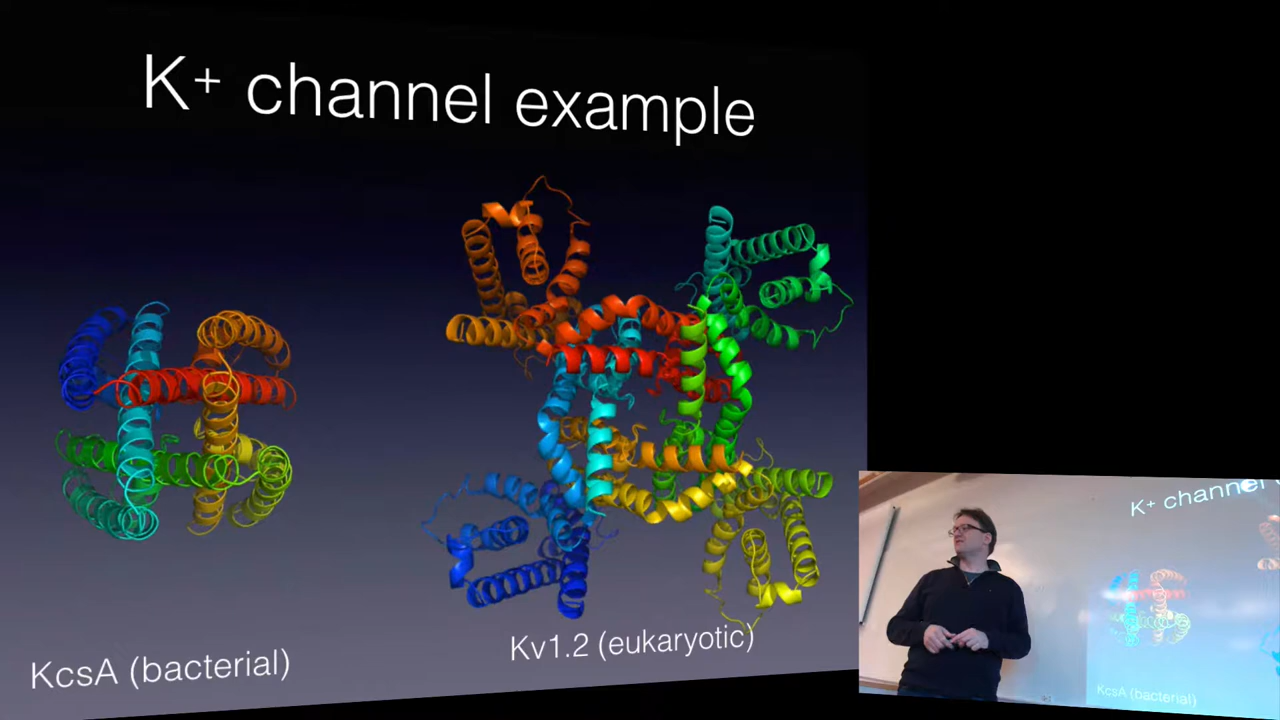 K+ channel example
KcsA (bacterial)
Kv1.2 (eukaryotic)
K+ channel
KcsA (bacterial)